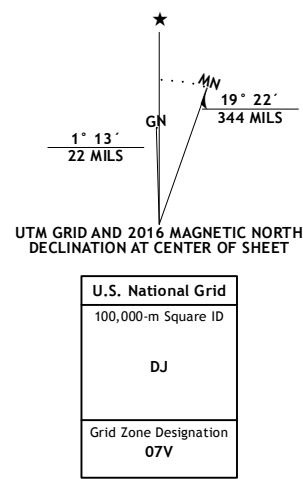 ★
MN
GN
19° 22´
344 MILS
1° 13´
22 MILS
UTM GRID AND 2016 MAGNETIC NORTH
DECLINATION AT CENTER OF SHEET
U.S. National Grid
100,000-m Square ID
DJ
Grid Zone Designation
07V